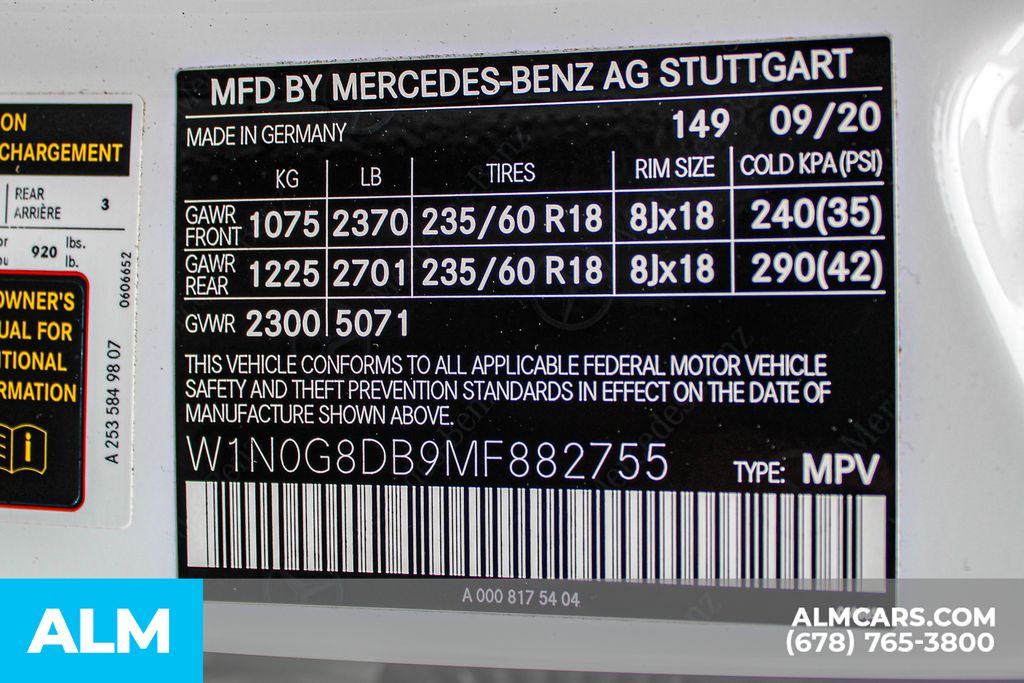 ON
CHARGEMENT
REAR
ARRIÈRE 3
920 lbs.
lb.
OWNER'S
UAL FOR
ITIONAL
RMATION
0606652
A 253 584 98 07
MFD BY MERCEDES-BENZ AG STUTTGART
MADE IN GERMANY 149 09/20
KG LB TIRES RIM SIZE COLD KPA (PSI)
GAWR FRONT 1075 2370 235/60 R18 8Jx18 240(35)
GAWR REAR 1225 2701 235/60 R18 8Jx18 290(42)
GVWR 2300 5071
THIS VEHICLE CONFORMS TO ALL APPLICABLE FEDERAL MOTOR VEHICLE
SAFETY AND THEFT PREVENTION STANDARDS IN EFFECT ON THE DATE OF
MANUFACTURE SHOWN ABOVE.
W1N0G8DB9MF882755 TYPE: MPV
A 000 817 54 04
ALM
ALMCARS.COM
(678) 765-3800